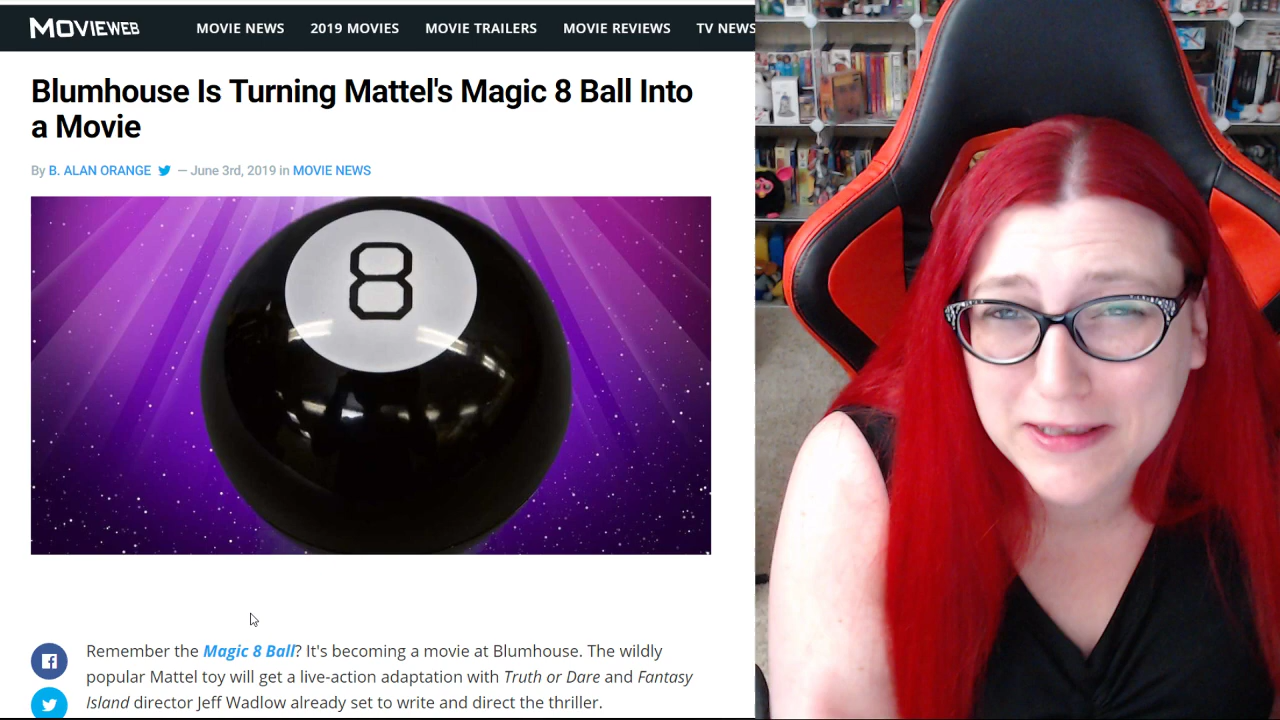 MOVIEWEB MOVIE NEWS 2019 MOVIES MOVIE TRAILERS MOVIE REVIEWS TV NEWS
Blumhouse Is Turning Mattel's Magic 8 Ball Into
a Movie
By B. ALAN ORANGE — June 3rd, 2019 in MOVIE NEWS
8
Remember the Magic 8 Ball? It's becoming a movie at Blumhouse. The wildly
popular Mattel toy will get a live-action adaptation with Truth or Dare and Fantasy
Island director Jeff Wadlow already set to write and direct the thriller.